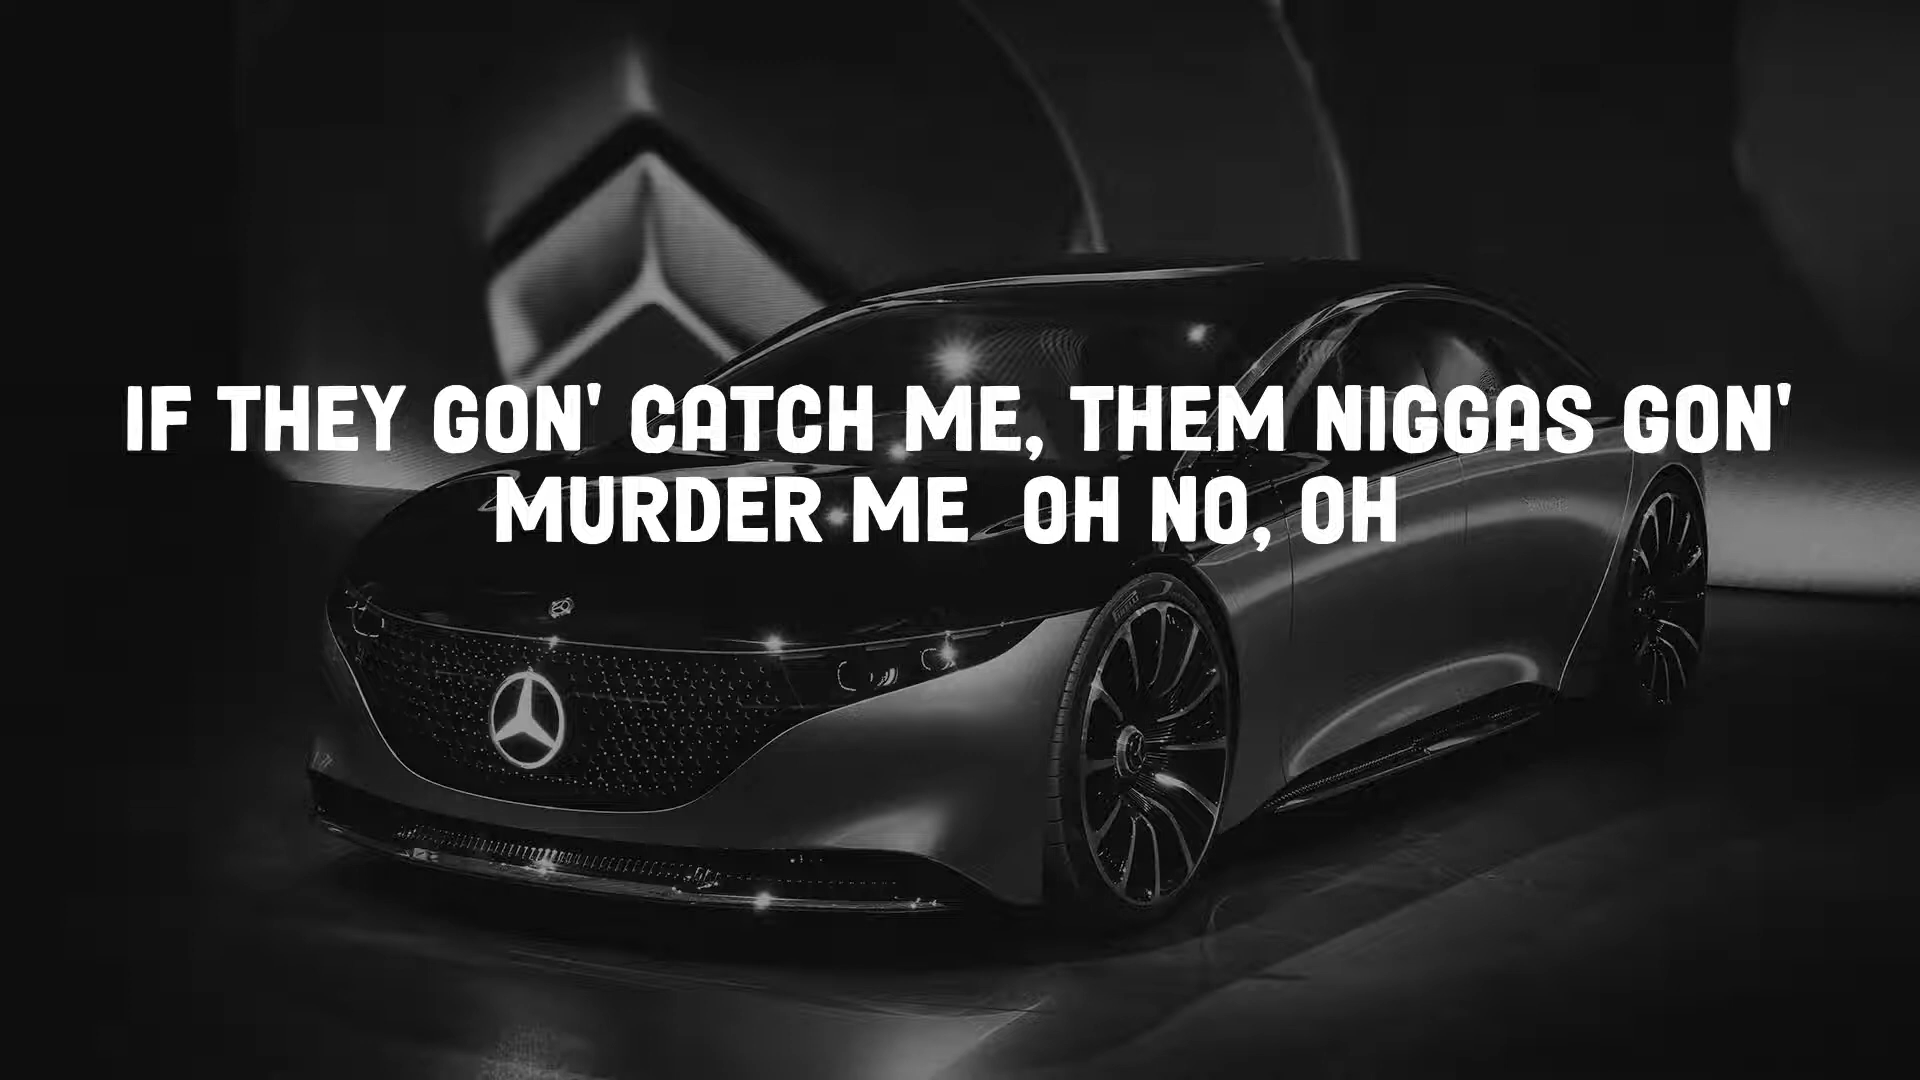 IF THEY GON' CATCH ME, THEM NIGGAS GON'
MURDER ME  OH NO, OH